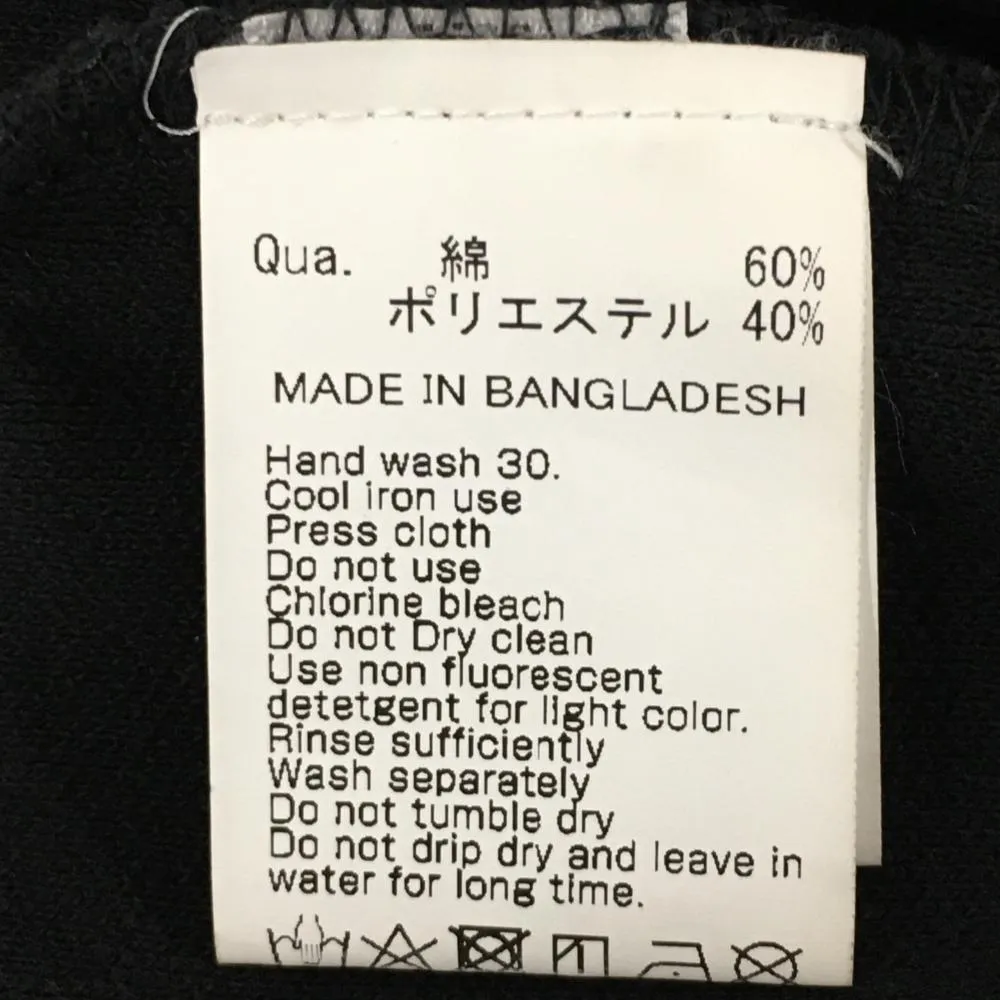 Qua. 綿 60%
ポリエステル 40%
MADE IN BANGLADESH
Hand wash 30.
Cool iron use
Press cloth
Do not use
Chlorine bleach
Do not Dry clean
Use non fluorescent
detetgent for light color.
Rinse sufficiently
Wash separately
Do not tumble dry
Do not drip dry and leave in
water for long time.